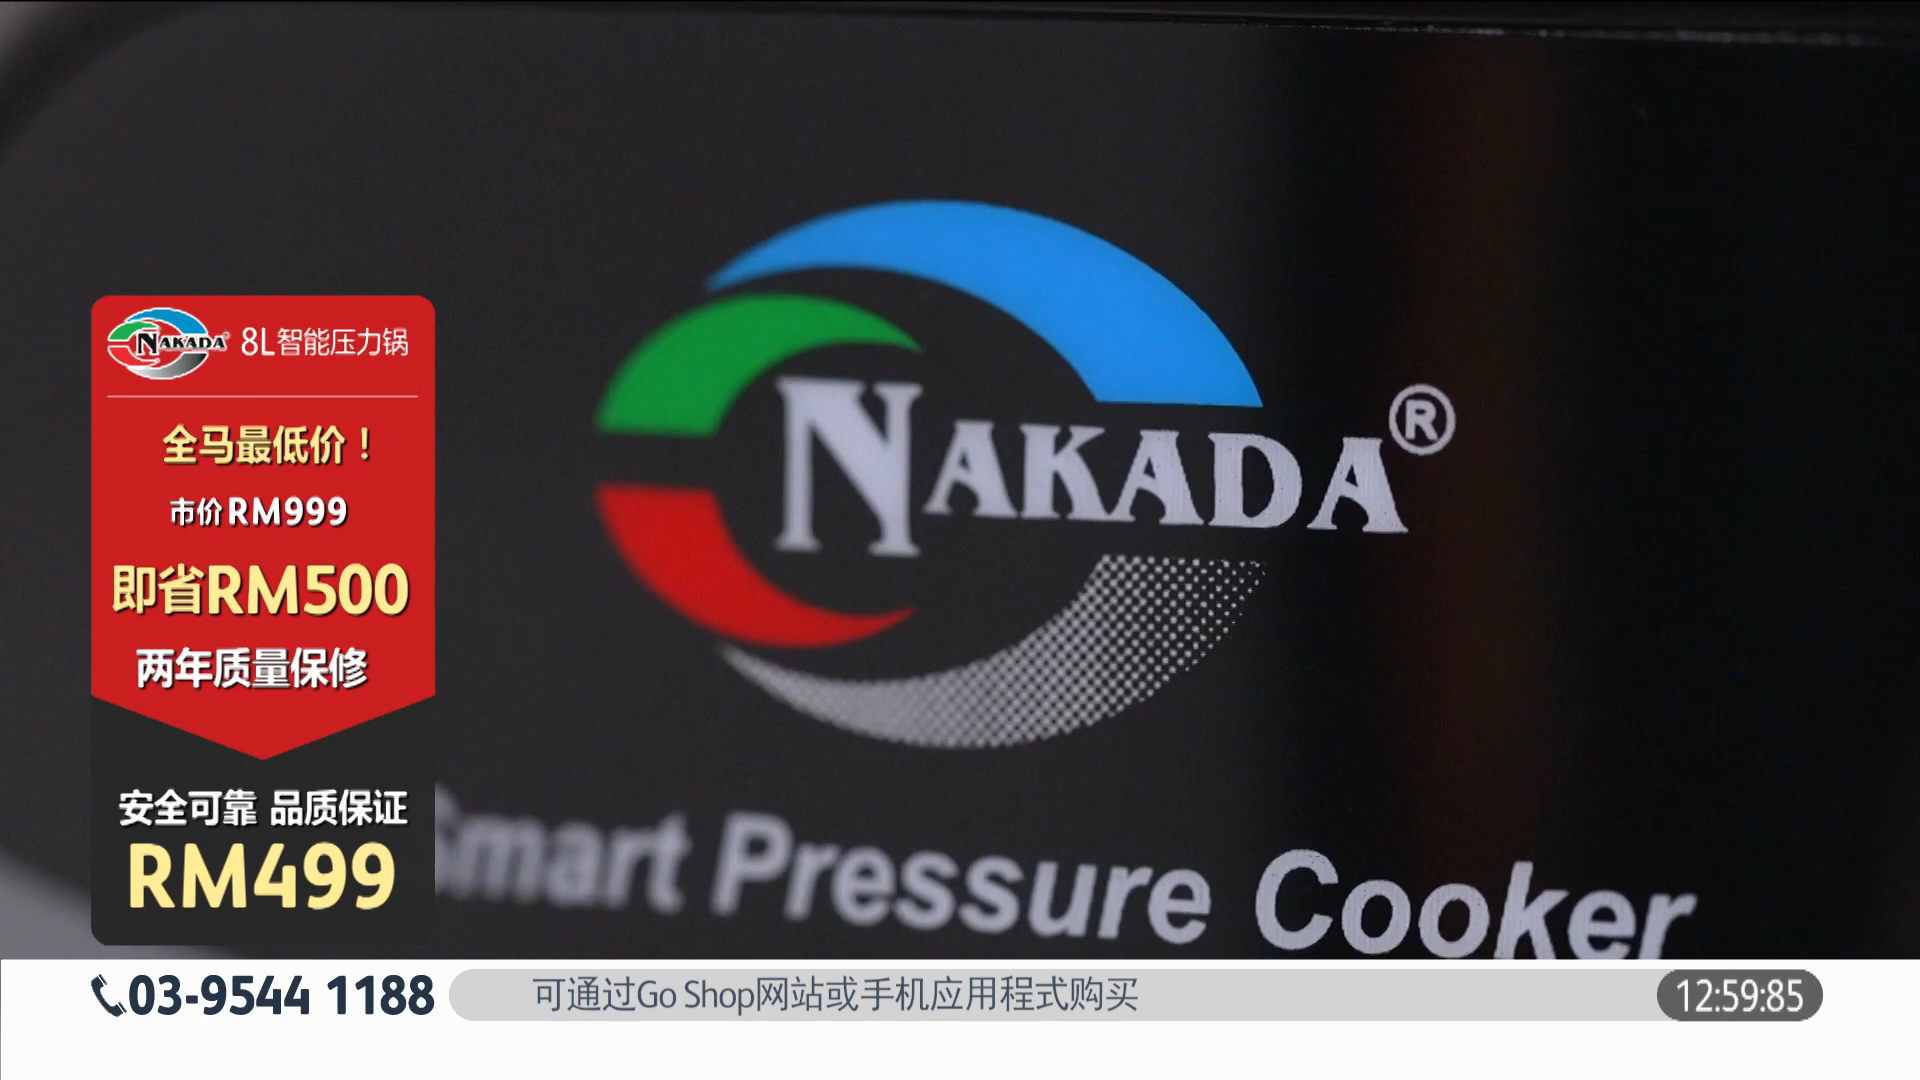 NAKADA 8L智能压力锅
全马最低价！
市价RM999
即省RM500
两年质量保修
安全可靠 品质保证
RM499
NAKADA®
Smart Pressure Cooker
03-9544 1188
可通过Go Shop网站或手机应用程式购买
12:59:85